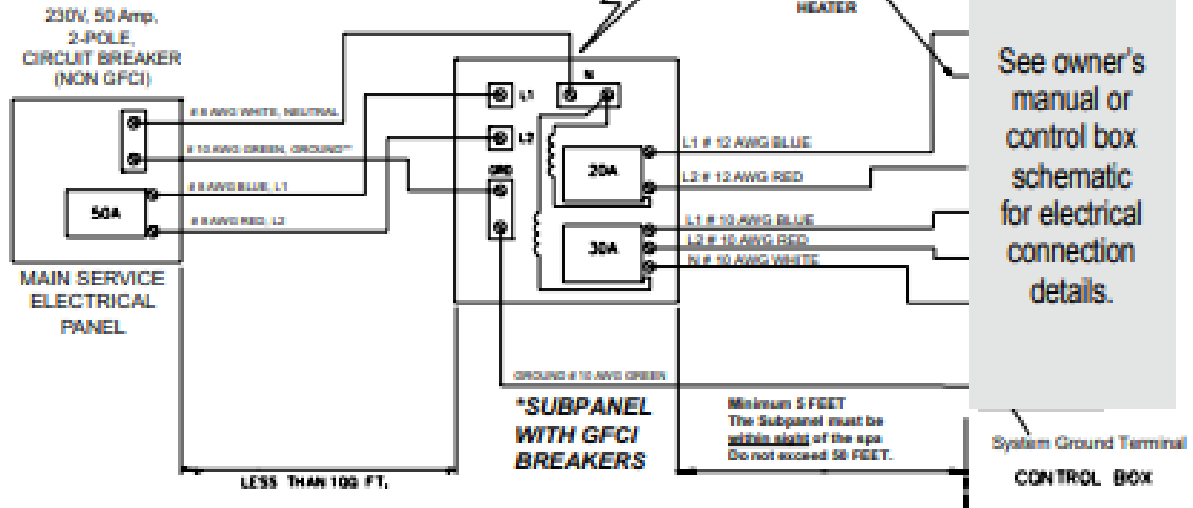 230V, 50 Amp,
2-POLE,
CIRCUIT BREAKER
(NON GFCI)
HEATER
See owner's
manual or
control box
schematic
for electrical
connection
details.
N
L1
L2
GRD
# 8 AWG WHITE, NEUTRAL
# 10 AWG GREEN, GROUND**
# 8 AWG BLUE, L1
# 8 AWG RED, L2
50A
20A
30A
L1 # 12 AWG BLUE
L2 # 12 AWG RED
L1 # 10 AWG BLUE
L2 # 10 AWG RED
N # 10 AWG WHITE
MAIN SERVICE
ELECTRICAL
PANEL
GROUND # 10 AWG GREEN
*SUBPANEL
WITH GFCI
BREAKERS
Minimum 5 FEET
The Subpanel must be
within sight of the spa
Do not exceed 50 FEET.
System Ground Terminal
CONTROL BOX
LESS THAN 100 FT.